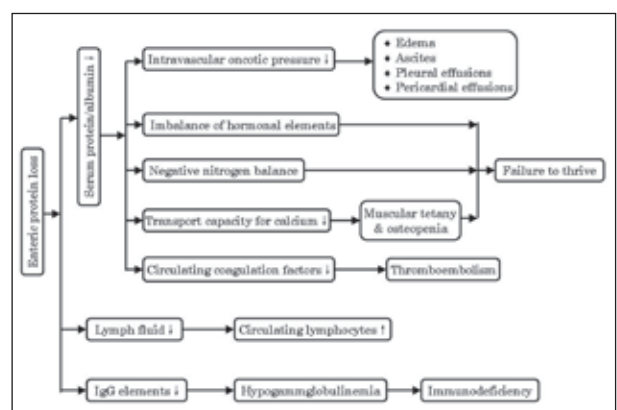 Enteric protein loss
Serum protein/albumin ↓
Intravascular oncotic pressure ↓
♦ Edema
♦ Ascites
♦ Pleural effusions
♦ Pericardial effusions
Imbalance of hormonal elements
Negative nitrogen balance
Failure to thrive
Transport capacity for calcium ↓
Muscular tetany
& osteopenia
Circulating coagulation factors ↓
Thromboembolism
Lymph fluid ↓
Circulating lymphocytes ↑
IgG elements ↓
Hypogammglobulinemia
Immunodeficiency